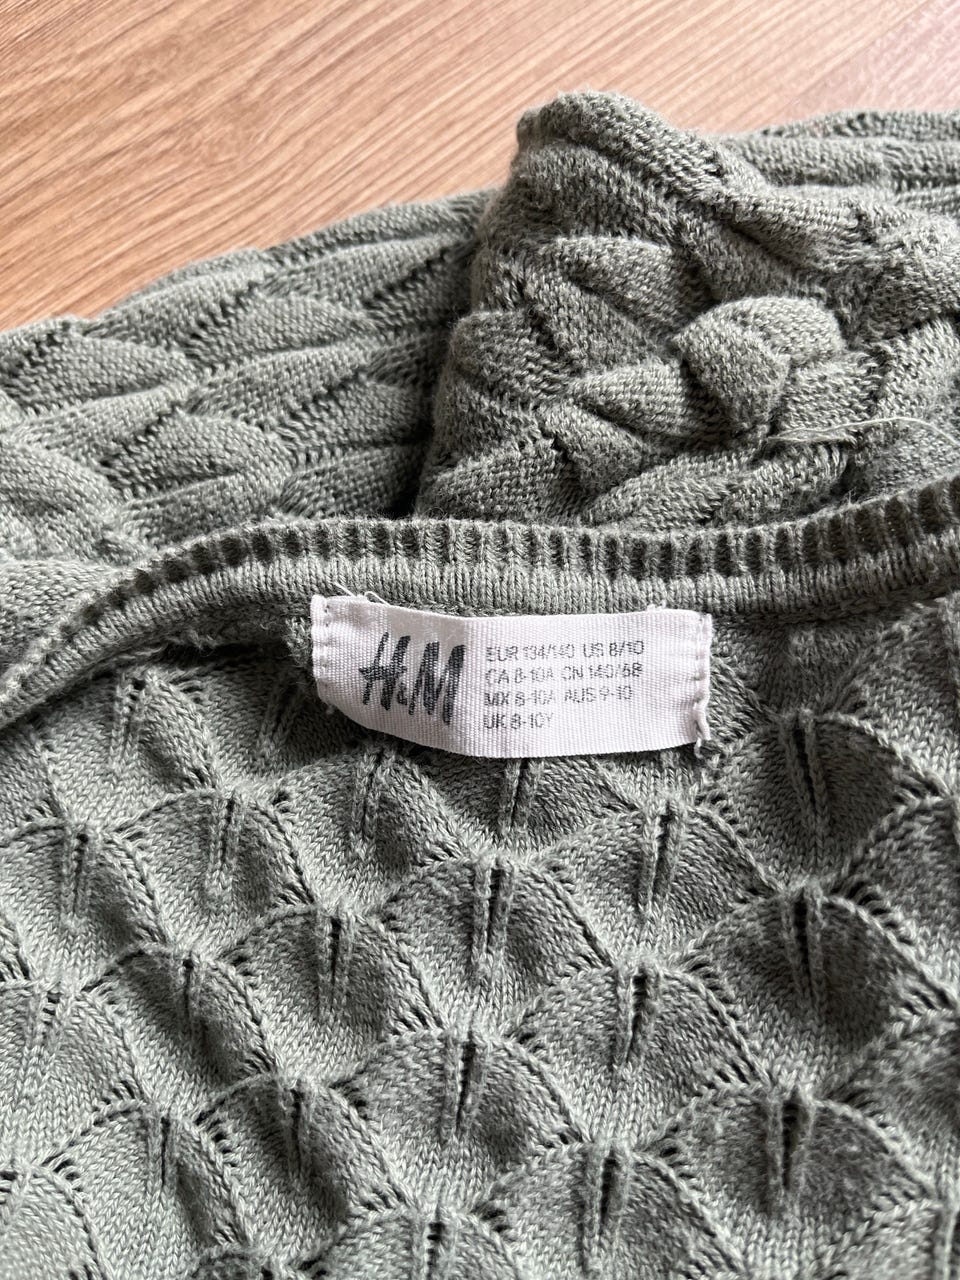 H&M
EUR 134/140 US 8/10
CA 8-10A CN 140/68
MX 8-10A AUS 9-10
UK 8-10Y